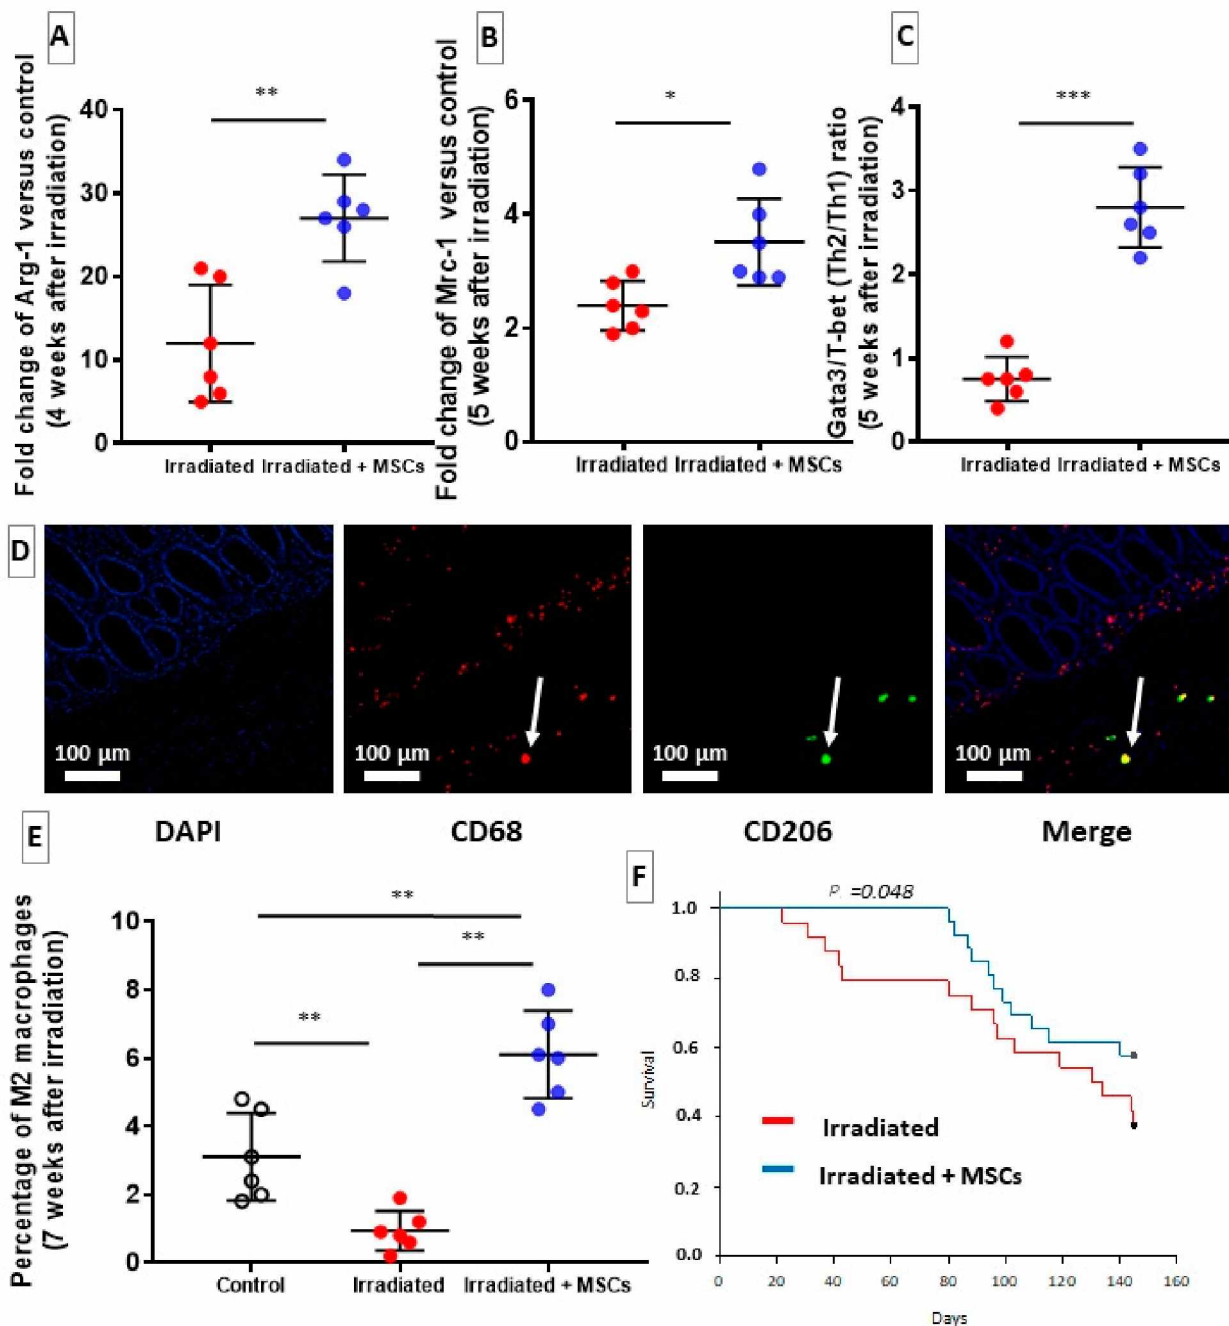 A
Fold change of Arg-1 versus control
(4 weeks after irradiation)
40
30
20
10
0
**
Irradiated
Irradiated + MSCs
B
Fold change of Mrc-1 versus control
(5 weeks after irradiation)
6
4
2
0
*
Irradiated
Irradiated + MSCs
C
Gata3/T-bet (Th2/Th1) ratio
(5 weeks after irradiation)
4
3
2
1
0
***
Irradiated
Irradiated + MSCs
D
100 µm
100 µm
100 µm
100 µm
DAPI
CD68
CD206
Merge
E
Percentage of M2 macrophages
(7 weeks after irradiation)
10
8
6
4
2
0
**
**
**
Control
Irradiated
Irradiated + MSCs
F
P. =0.048
Survival
1.0
0.8
0.6
0.4
0.2
0.0
Irradiated
Irradiated + MSCs
0
20
40
60
80
100
120
140
160
Days